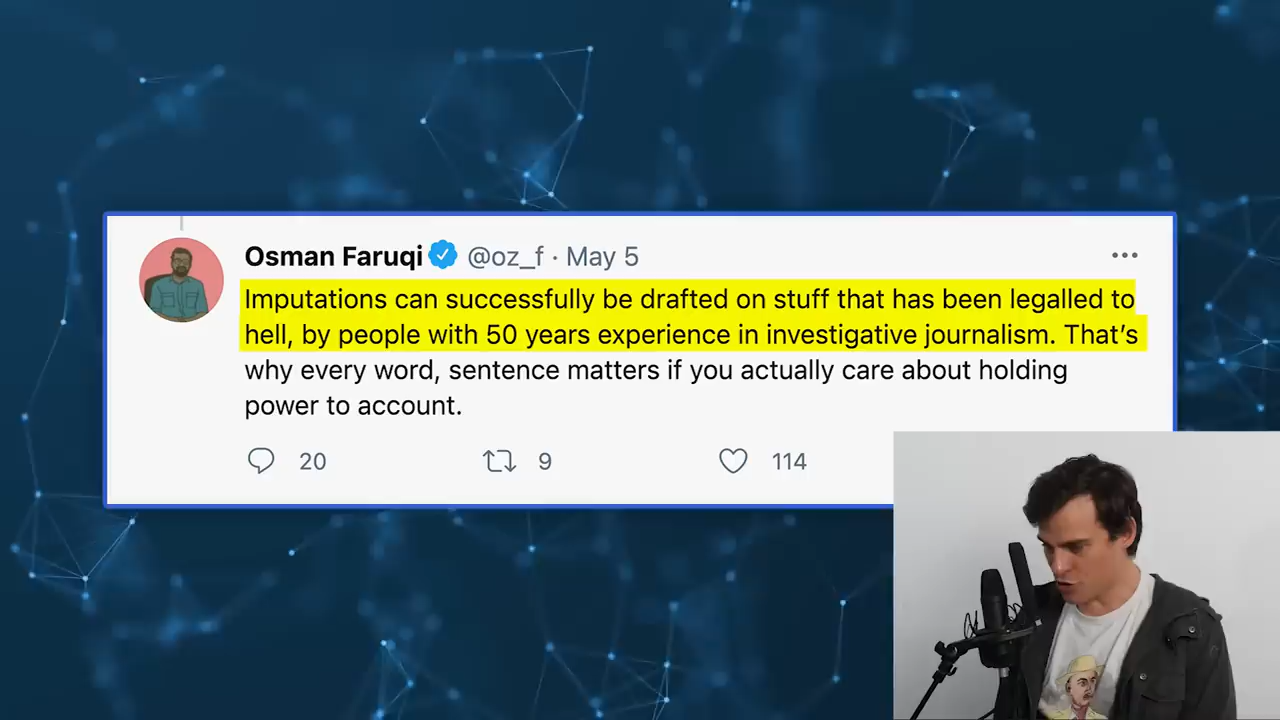 Osman Faruqi @oz_f · May 5
Imputations can successfully be drafted on stuff that has been legalled to
hell, by people with 50 years experience in investigative journalism. That's
why every word, sentence matters if you actually care about holding
power to account.
20 9 114